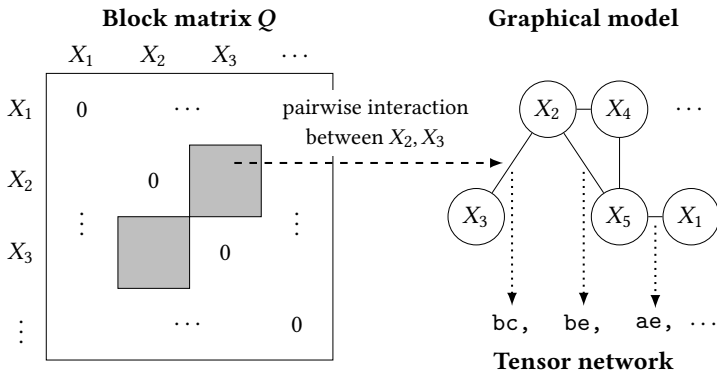 Block matrix Q
X₁ X₂ X₃ ⋯
X₁ 0 ⋯
X₂ 0
⋮ ⋮
X₃ 0
⋮ ⋯ 0
pairwise interaction
between X₂, X₃
Graphical model
X₂ X₄ ⋯
X₃ X₅ X₁
bc, be, ae, ⋯
Tensor network